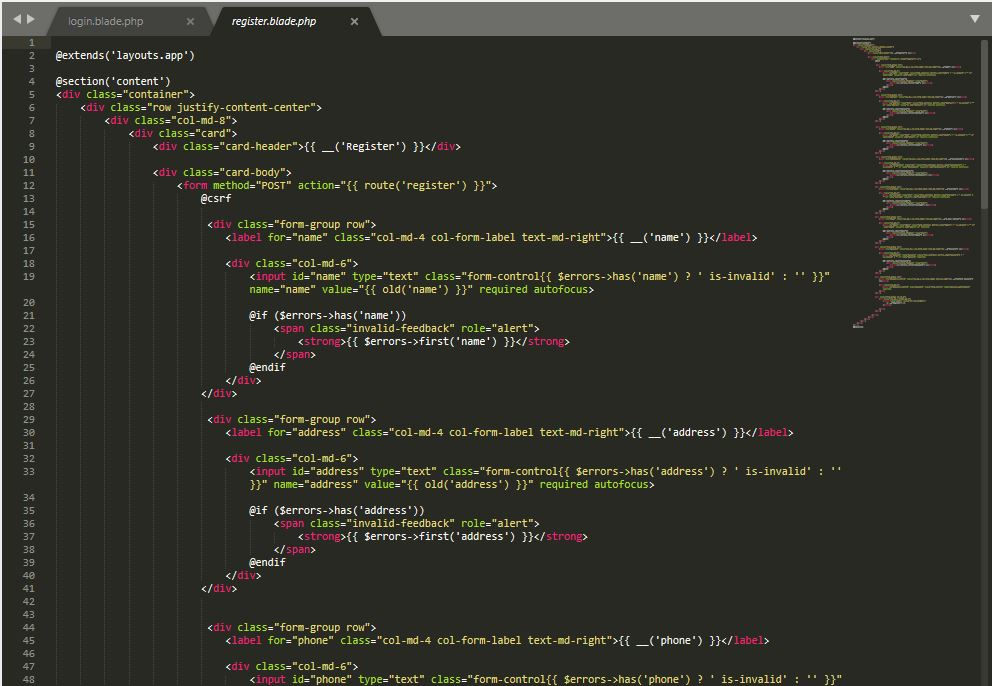 login.blade.php × register.blade.php ×
1
2 @extends('layouts.app')
3
4 @section('content')
5 <div class="container">
6 <div class="row justify-content-center">
7 <div class="col-md-8">
8 <div class="card">
9 <div class="card-header">{{ __('Register') }}</div>
10
11 <div class="card-body">
12 <form method="POST" action="{{ route('register') }}">
13 @csrf
14
15 <div class="form-group row">
16 <label for="name" class="col-md-4 col-form-label text-md-right">{{ __('name') }}</label>
17
18 <div class="col-md-6">
19 <input id="name" type="text" class="form-control{{ $errors->has('name') ? ' is-invalid' : '' }}"
name="name" value="{{ old('name') }}" required autofocus>
20
21 @if ($errors->has('name'))
22 <span class="invalid-feedback" role="alert">
23 <strong>{{ $errors->first('name') }}</strong>
24 </span>
25 @endif
26 </div>
27 </div>
28
29 <div class="form-group row">
30 <label for="address" class="col-md-4 col-form-label text-md-right">{{ __('address') }}</label>
31
32 <div class="col-md-6">
33 <input id="address" type="text" class="form-control{{ $errors->has('address') ? ' is-invalid' : ''
}}" name="address" value="{{ old('address') }}" required autofocus>
34
35 @if ($errors->has('address'))
36 <span class="invalid-feedback" role="alert">
37 <strong>{{ $errors->first('address') }}</strong>
38 </span>
39 @endif
40 </div>
41 </div>
42
43
44 <div class="form-group row">
45 <label for="phone" class="col-md-4 col-form-label text-md-right">{{ __('phone') }}</label>
46
47 <div class="col-md-6">
48 <input id="phone" type="text" class="form-control{{ $errors->has('phone') ? ' is-invalid' : '' }}"